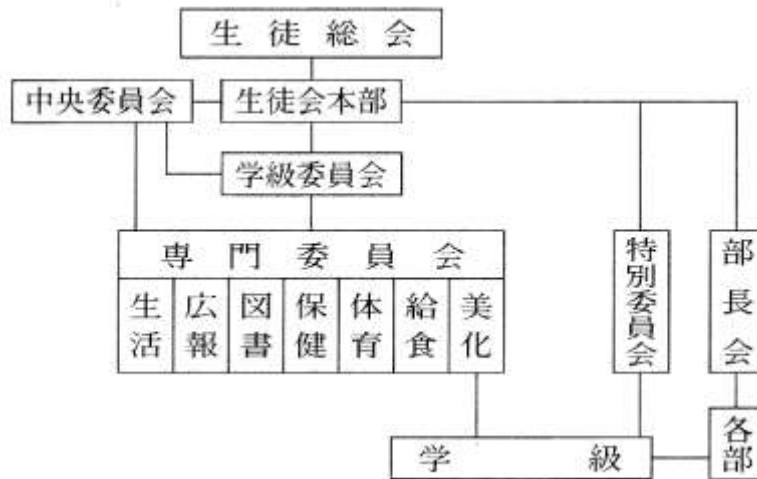 生徒総会
中央委員会
生徒会本部
学級委員会
専門委員会
生活
広報
図書
保健
体育
給食
美化
特別委員会
部長会
各部
学級